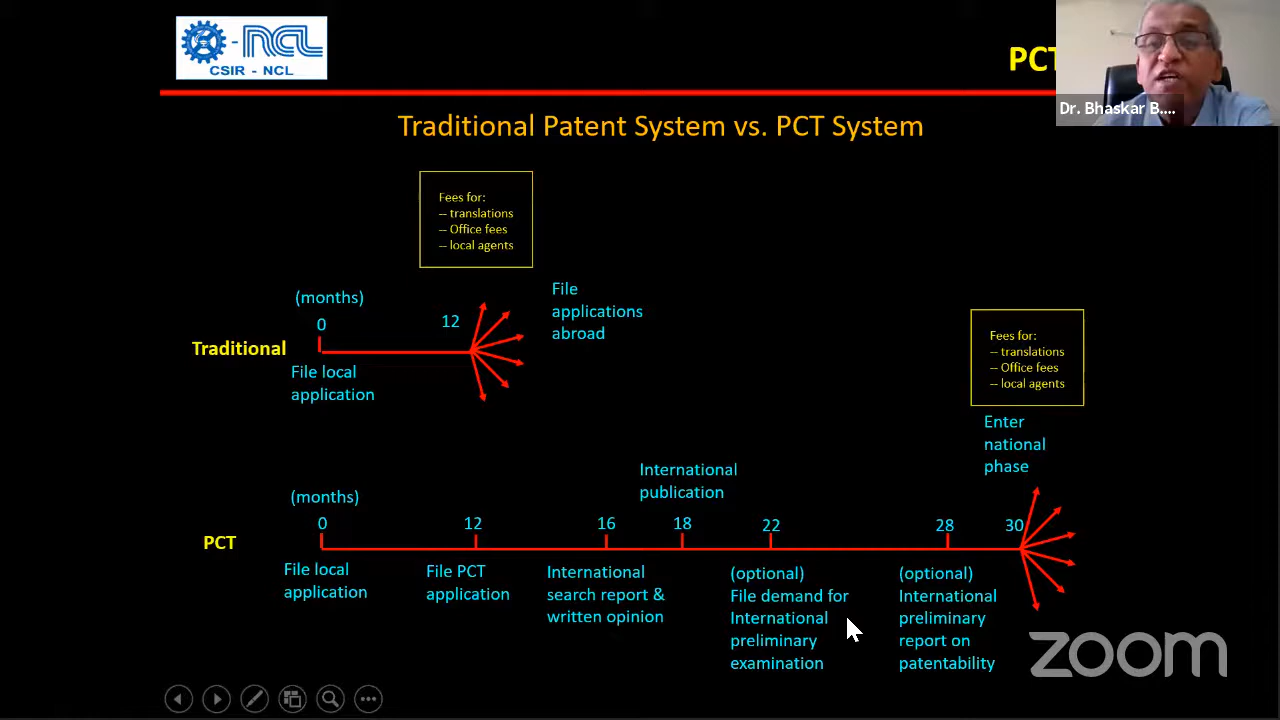 NCL
CSIR - NCL
PCT
Dr. Bhaskar B....
Traditional Patent System vs. PCT System
Fees for:
-- translations
-- Office fees
-- local agents
(months)
0
12
File
applications
abroad
Traditional
File local
application
Fees for:
-- translations
-- Office fees
-- local agents
Enter
national
phase
International
publication
(months)
0
12
16
18
22
28
30
PCT
File local
application
File PCT
application
International
search report &
written opinion
(optional)
File demand for
International
preliminary
examination
(optional)
International
preliminary
report on
patentability
zoom